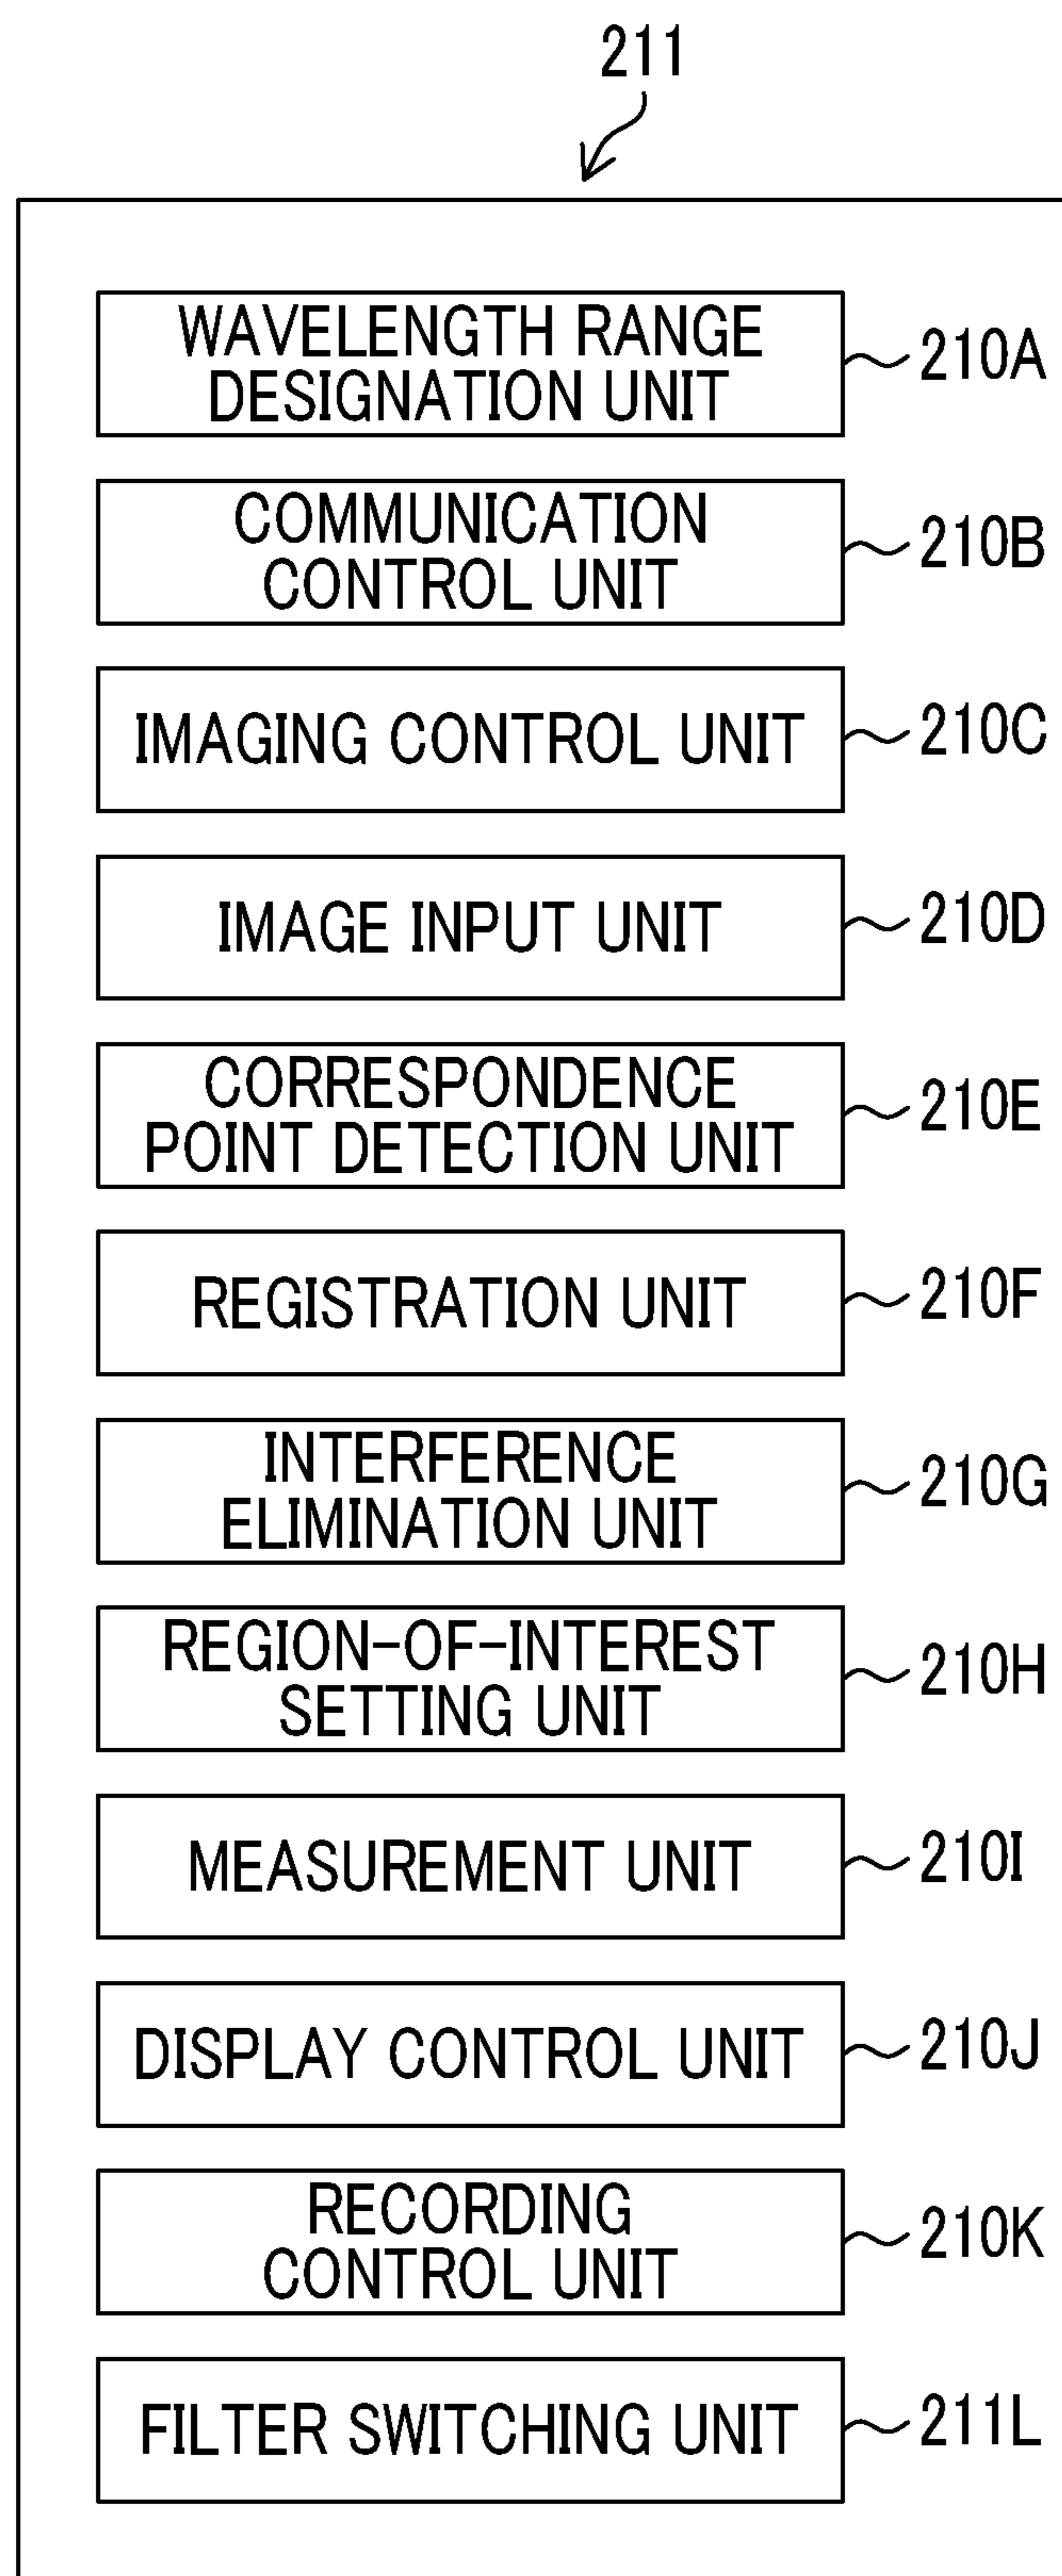 211
WAVELENGTH RANGE
DESIGNATION UNIT
210A
COMMUNICATION
CONTROL UNIT
210B
IMAGING CONTROL UNIT
210C
IMAGE INPUT UNIT
210D
CORRESPONDENCE
POINT DETECTION UNIT
210E
REGISTRATION UNIT
210F
INTERFERENCE
ELIMINATION UNIT
210G
REGION-OF-INTEREST
SETTING UNIT
210H
MEASUREMENT UNIT
210I
DISPLAY CONTROL UNIT
210J
RECORDING
CONTROL UNIT
210K
FILTER SWITCHING UNIT
211L